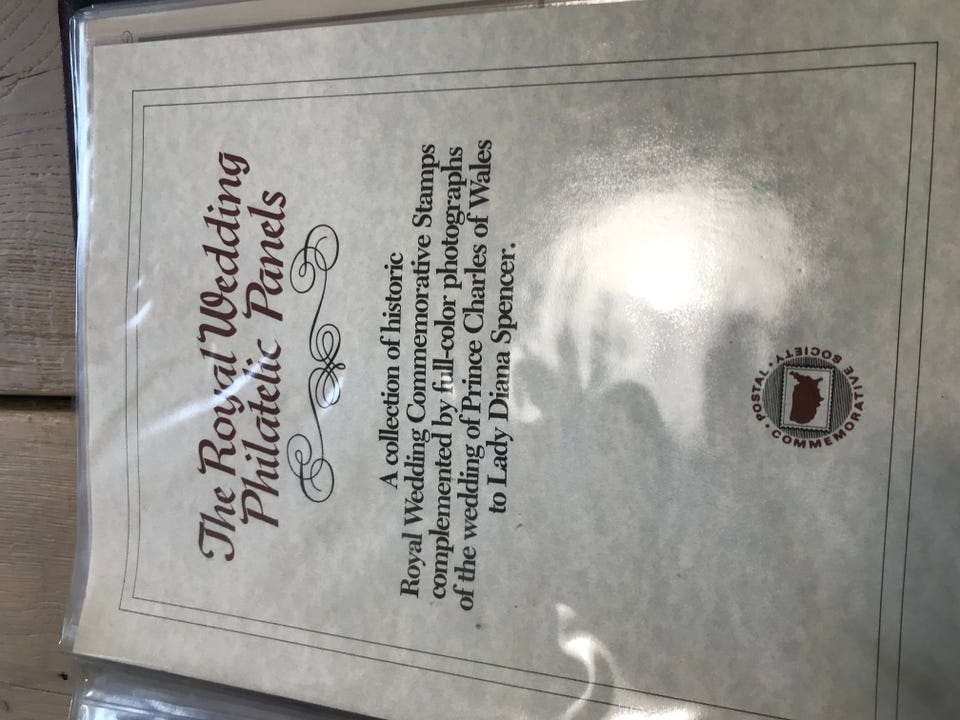 The Royal Wedding
Philatelic Panels
A collection of historic
Royal Wedding Commemorative Stamps
complemented by full-color photographs
of the wedding of Prince Charles of Wales
to Lady Diana Spencer.
POSTAL • COMMEMORATIVE SOCIETY •